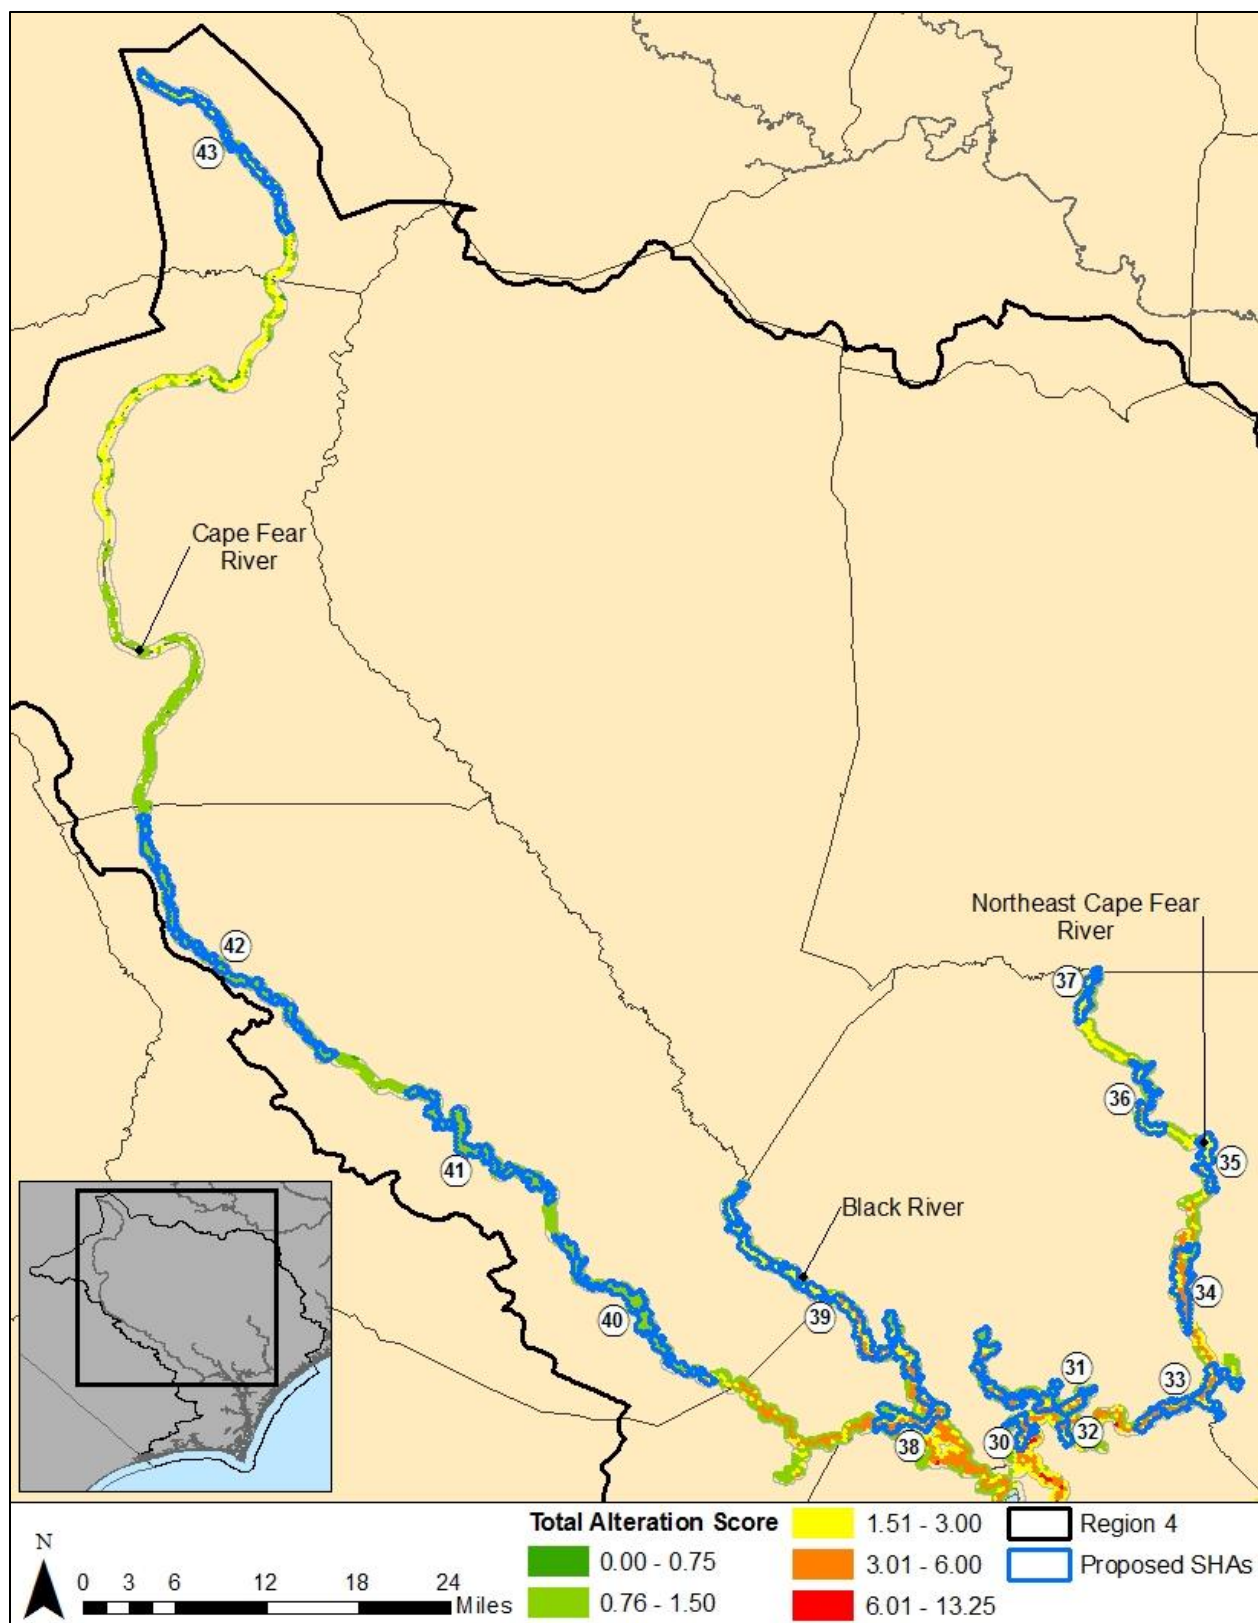 43
Cape Fear
River
42
Northeast Cape Fear
River
37
36
35
41
Black River
34
40
39
31
33
30
32
38
N
0 3 6 12 18 24
Miles
Total Alteration Score
0.00 - 0.75
0.76 - 1.50
1.51 - 3.00
3.01 - 6.00
6.01 - 13.25
Region 4
Proposed SHAs